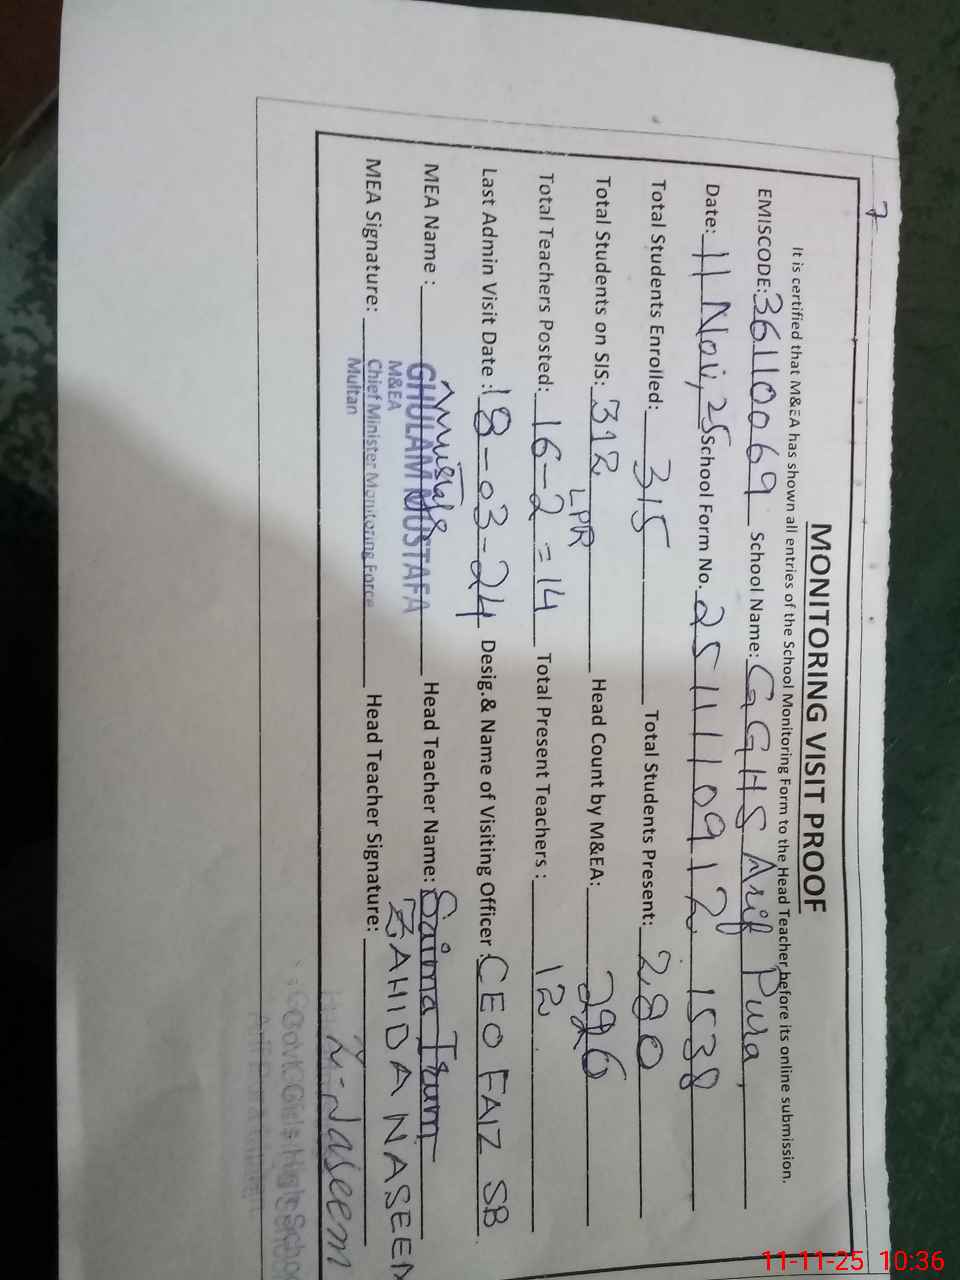 7
MONITORING VISIT PROOF
It is certified that M&EA has shown all entries of the School Monitoring Form to the Head Teacher before its online submission.
EMISCODE: 36110069 School Name: GGHS Arif Pura,
Date: 11 Nov, 25 School Form No. 2511110912 1538
Total Students Enrolled: 315 Total Students Present: 280
Total Students on SIS: 312 Head Count by M&EA: 226
LPR
Total Teachers Posted: 16-2=14 Total Present Teachers: 12
Last Admin Visit Date: 18-03-24 Desig.& Name of Visiting Officer: CEO FAIZ SB
MEA Name: GHULAM MUSTAFA Head Teacher Name: Saima Irum
M&EA
ZAHIDA NASEEM
MEA Signature: Chief Minister Monitoring Force Head Teacher Signature: Z.Naseem
Multan
Govt. Girls High School
11-11-25 10:36